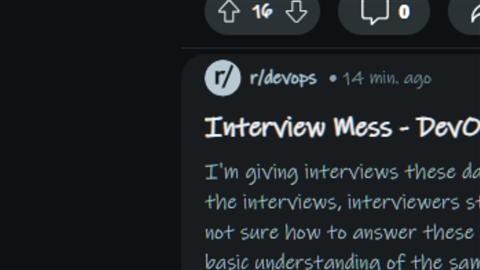 16 0
r/ r/devops • 14 min. ago
Interview Mess - DevO
I'm giving interviews these da
the interviews, interviewers st
not sure how to answer these
basic understanding of the sam